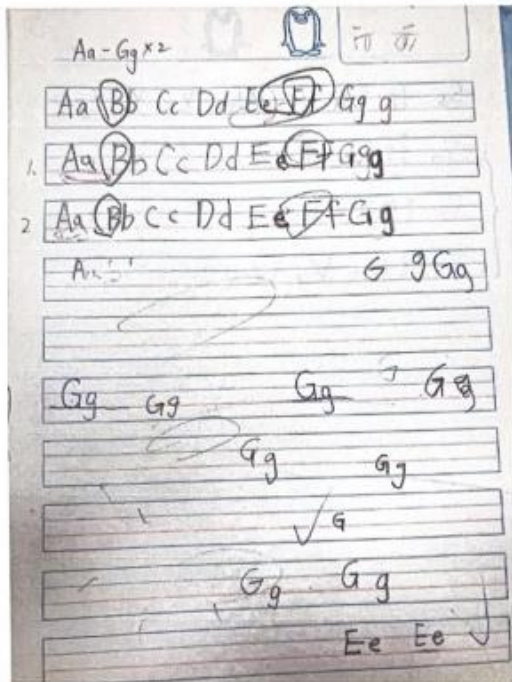 Aa-Gg×2
Aa Bb Cc Dd Ee Ff Gg g
1. Aa Bb Cc Dd Ee Ff Ggg
2 Aa Bb Cc Dd Ee Ff Gg
A G g Gg
Gg Gg Gg Gg
Gg Gg
G
Gg Gg
Ee Ee